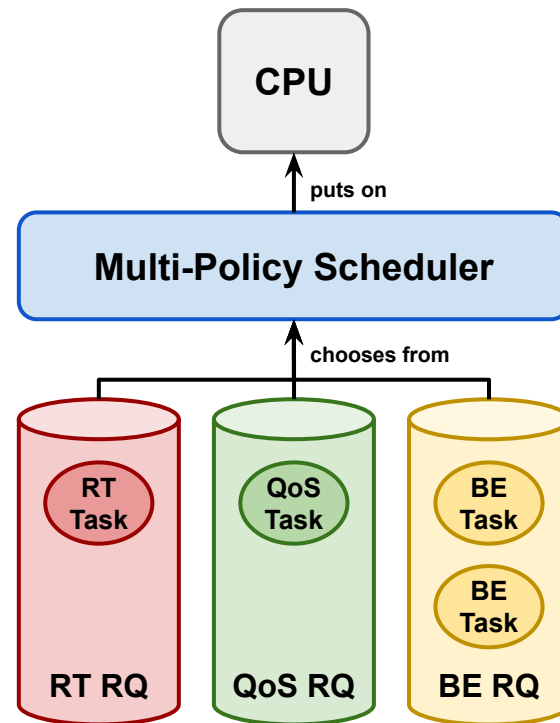 CPU
puts on
Multi-Policy Scheduler
chooses from
RT
Task
QoS
Task
BE
Task
BE
Task
RT RQ
QoS RQ
BE RQ